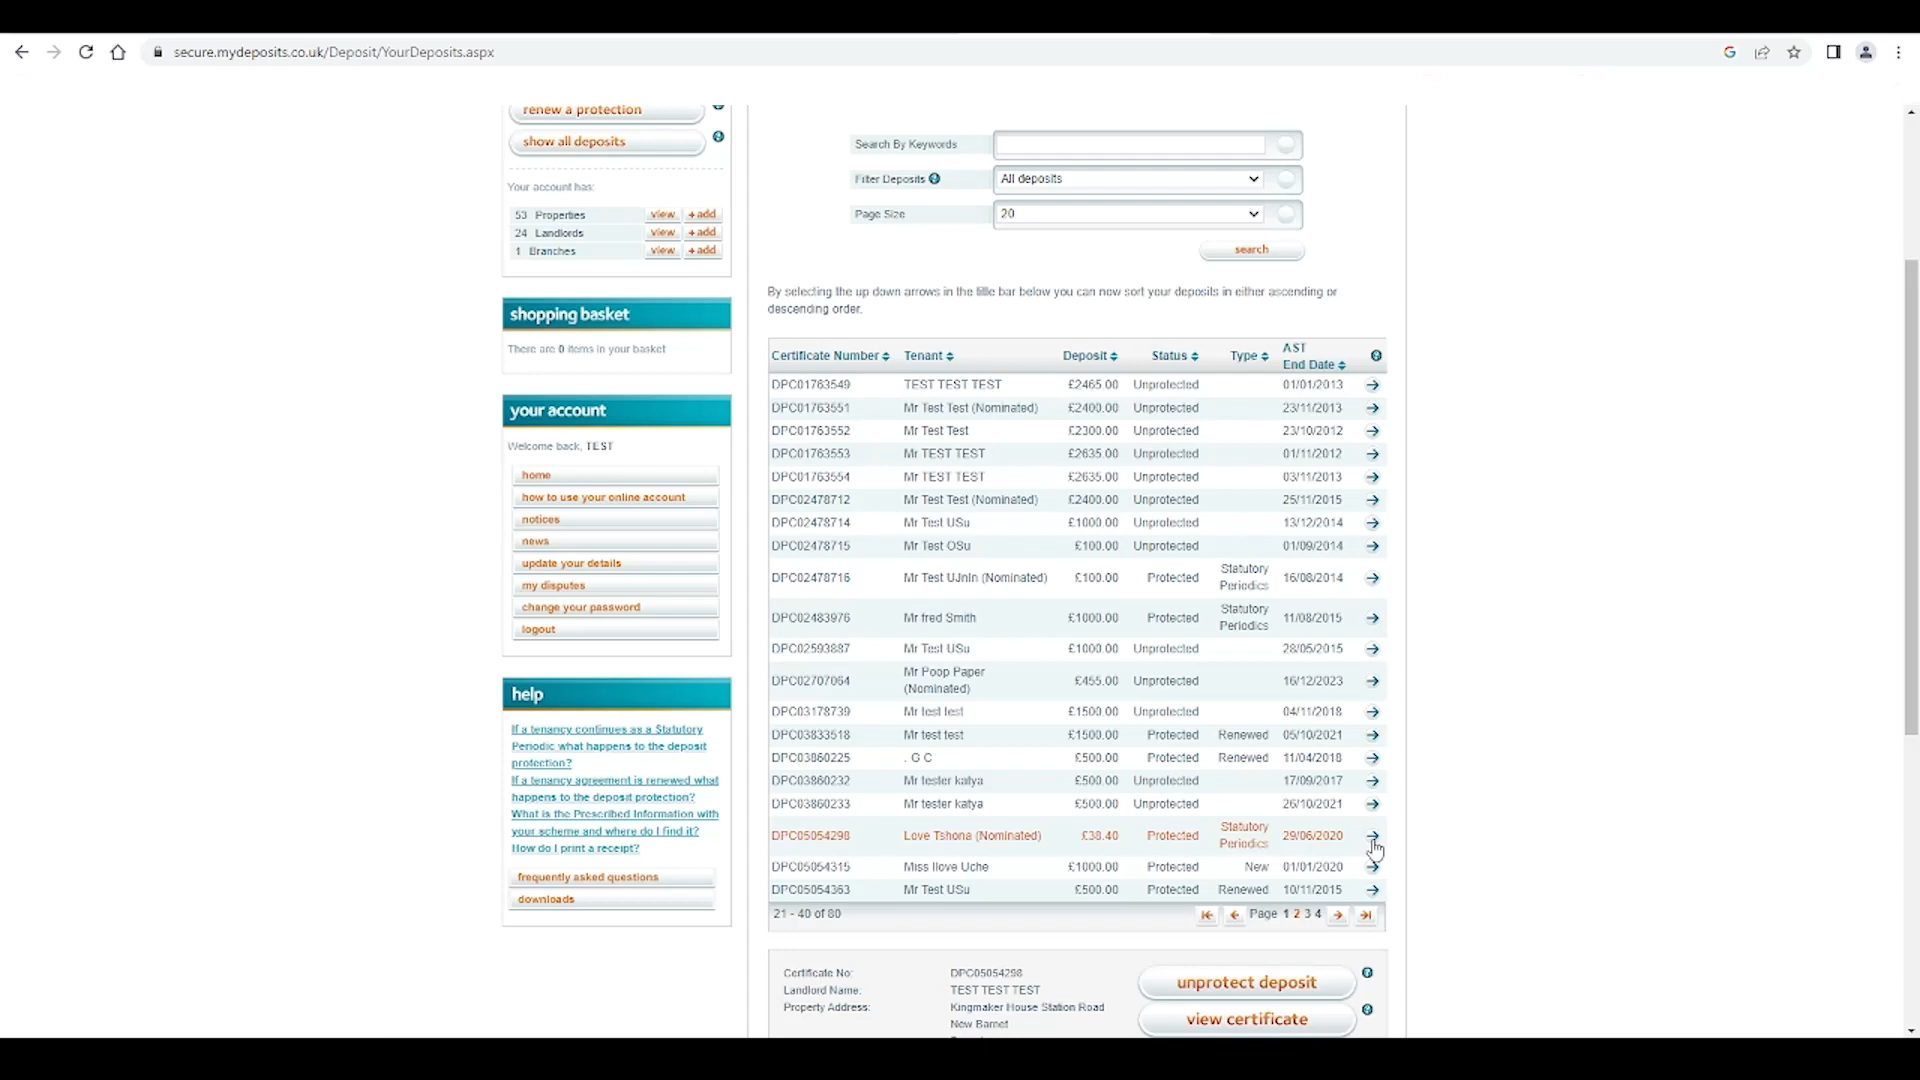 secure.mydeposits.co.uk/Deposit/YourDeposits.aspx
renew a protection
show all deposits
Your account has:
53 Properties view +add
24 Landlords view +add
1 Branches view +add
shopping basket
There are 0 items in your basket
your account
Welcome back, TEST
home
how to use your online account
notices
news
update your details
my disputes
change your password
logout
help
If a tenancy continues as a Statutory
Periodic what happens to the deposit
protection?
If a tenancy agreement is renewed what
happens to the deposit protection?
What is the Prescribed Information with
your scheme and where do I find it?
How do I print a receipt?
frequently asked questions
downloads
Search By Keywords
Filter Deposits All deposits
Page Size 20
search
By selecting the up down arrows in the title bar below you can now sort your deposits in either ascending or
descending order.
Certificate Number Tenant Deposit Status Type AST End Date
DPC01763549 TEST TEST TEST £2465.00 Unprotected 01/01/2013
DPC01763551 Mr Test Test (Nominated) £2400.00 Unprotected 23/11/2013
DPC01763552 Mr Test Test £2300.00 Unprotected 23/10/2012
DPC01763553 Mr TEST TEST £2635.00 Unprotected 01/11/2012
DPC01763554 Mr TEST TEST £2635.00 Unprotected 03/11/2013
DPC02478712 Mr Test Test (Nominated) £2400.00 Unprotected 25/11/2015
DPC02478714 Mr Test USu £1000.00 Unprotected 13/12/2014
DPC02478715 Mr Test OSu £100.00 Unprotected 01/09/2014
DPC02478716 Mr Test UJnIn (Nominated) £100.00 Protected Statutory Periodics 16/08/2014
DPC02483976 Mr fred Smith £1000.00 Protected Statutory Periodics 11/08/2015
DPC02593887 Mr Test USu £1000.00 Unprotected 28/05/2015
DPC02707064 Mr Poop Paper (Nominated) £455.00 Unprotected 16/12/2023
DPC03178739 Mr test test £1500.00 Unprotected 04/11/2018
DPC03833518 Mr test test £1500.00 Protected Renewed 05/10/2021
DPC03860225 . G C £500.00 Protected Renewed 11/04/2018
DPC03860232 Mr tester katya £500.00 Unprotected 17/09/2017
DPC03860233 Mr tester katya £500.00 Unprotected 26/10/2021
DPC05054298 Love Tshona (Nominated) £38.40 Protected Statutory Periodics 29/06/2020
DPC05054315 Miss Ilove Uche £1000.00 Protected New 01/01/2020
DPC05054363 Mr Test USu £500.00 Protected Renewed 10/11/2015
21 - 40 of 80 Page 1 2 3 4
Certificate No: DPC05054298
Landlord Name: TEST TEST TEST
Property Address: Kingmaker House Station Road
New Barnet
unprotect deposit
view certificate